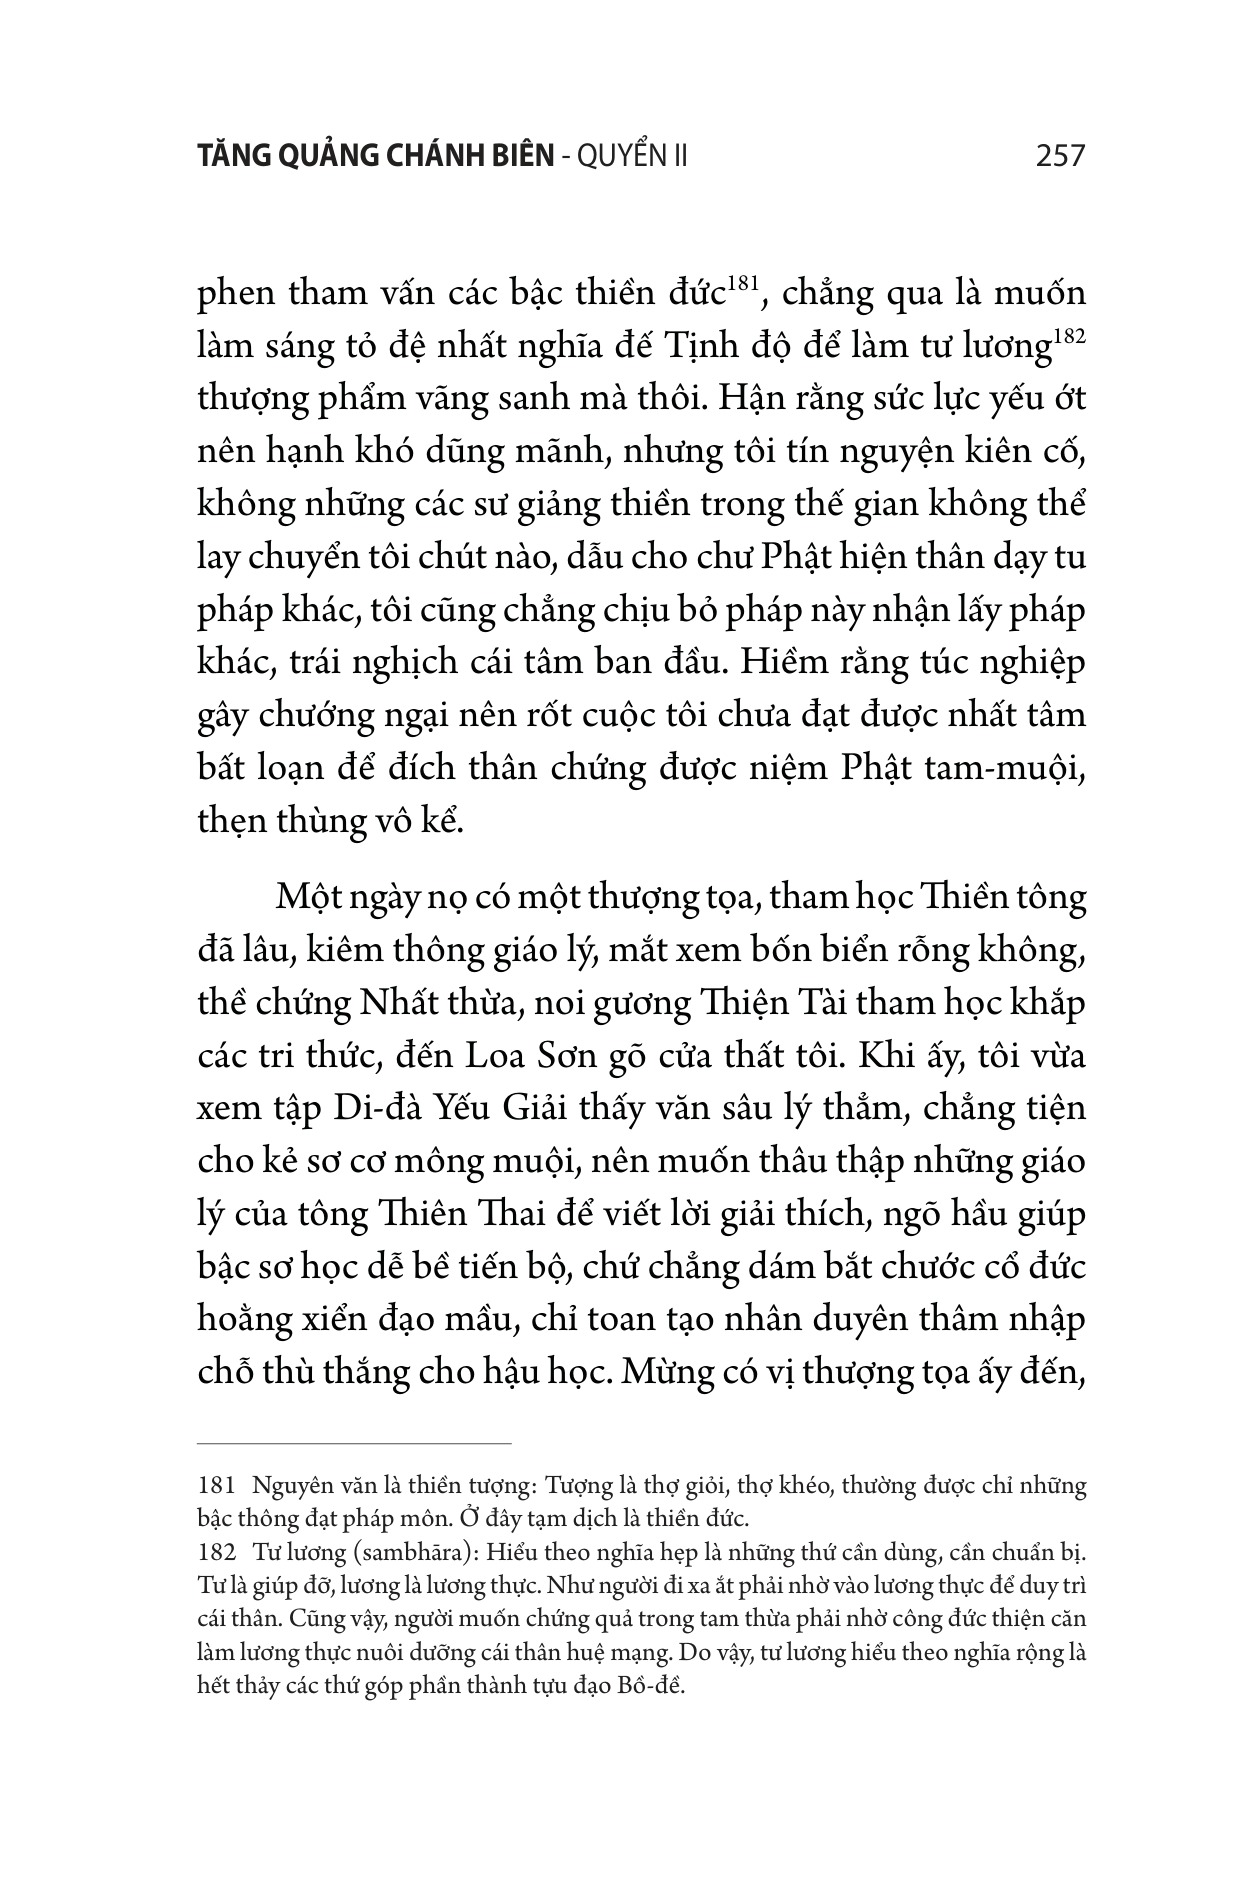 TĂNG QUẢNG CHÁNH BIÊN - QUYỂN II 257
phen tham vấn các bậc thiền đức181, chẳng qua là muốn
làm sáng tỏ đệ nhất nghĩa đế Tịnh độ để làm tư lương182
thượng phẩm vãng sanh mà thôi. Hận rằng sức lực yếu ớt
nên hạnh khó dũng mãnh, nhưng tôi tín nguyện kiên cố,
không những các sư giảng thiền trong thế gian không thể
lay chuyển tôi chút nào, dẫu cho chư Phật hiện thân dạy tu
pháp khác, tôi cũng chẳng chịu bỏ pháp này nhận lấy pháp
khác, trái nghịch cái tâm ban đầu. Hiềm rằng túc nghiệp
gây chướng ngại nên rốt cuộc tôi chưa đạt được nhất tâm
bất loạn để đích thân chứng được niệm Phật tam-muội,
thẹn thùng vô kể.
Một ngày nọ có một thượng tọa, tham học Thiền tông
đã lâu, kiêm thông giáo lý, mắt xem bốn biển rỗng không,
thề chứng Nhất thừa, noi gương Thiện Tài tham học khắp
các tri thức, đến Loa Sơn gõ cửa thất tôi. Khi ấy, tôi vừa
xem tập Di-đà Yếu Giải thấy văn sâu lý thẳm, chẳng tiện
cho kẻ sơ cơ mông muội, nên muốn thâu thập những giáo
lý của tông Thiên Thai để viết lời giải thích, ngõ hầu giúp
bậc sơ học dễ bề tiến bộ, chứ chẳng dám bắt chước cổ đức
hoằng xiển đạo mầu, chỉ toan tạo nhân duyên thâm nhập
chỗ thù thắng cho hậu học. Mừng có vị thượng tọa ấy đến,
181 Nguyên văn là thiền tượng: Tượng là thợ giỏi, thợ khéo, thường được chỉ những
bậc thông đạt pháp môn. Ở đây tạm dịch là thiền đức.
182 Tư lương (sambhāra): Hiểu theo nghĩa hẹp là những thứ cần dùng, cần chuẩn bị.
Tư là giúp đỡ, lương là lương thực. Như người đi xa ắt phải nhờ vào lương thực để duy trì
cái thân. Cũng vậy, người muốn chứng quả trong tam thừa phải nhờ công đức thiện căn
làm lương thực nuôi dưỡng cái thân huệ mạng. Do vậy, tư lương hiểu theo nghĩa rộng là
hết thảy các thứ góp phần thành tựu đạo Bồ-đề.